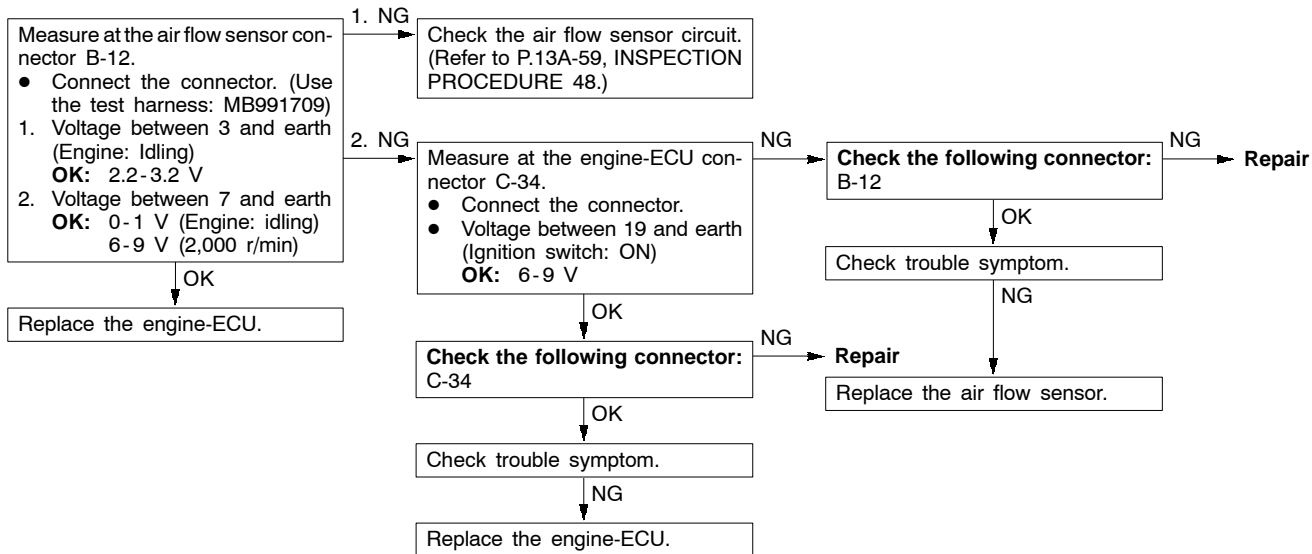 Measure at the air flow sensor con-
nector B-12.
● Connect the connector. (Use
the test harness: MB991709)
1. Voltage between 3 and earth
(Engine: Idling)
OK: 2.2-3.2 V
2. Voltage between 7 and earth
OK: 0-1 V (Engine: idling)
6-9 V (2,000 r/min)
OK
Replace the engine-ECU.
1. NG
Check the air flow sensor circuit.
(Refer to P.13A-59, INSPECTION
PROCEDURE 48.)
2. NG
Measure at the engine-ECU con-
nector C-34.
● Connect the connector.
● Voltage between 19 and earth
(Ignition switch: ON)
OK: 6-9 V
OK
Check the following connector:
C-34
NG
Repair
OK
Check trouble symptom.
NG
Replace the engine-ECU.
NG
Check the following connector:
B-12
NG
Repair
OK
Check trouble symptom.
NG
Replace the air flow sensor.